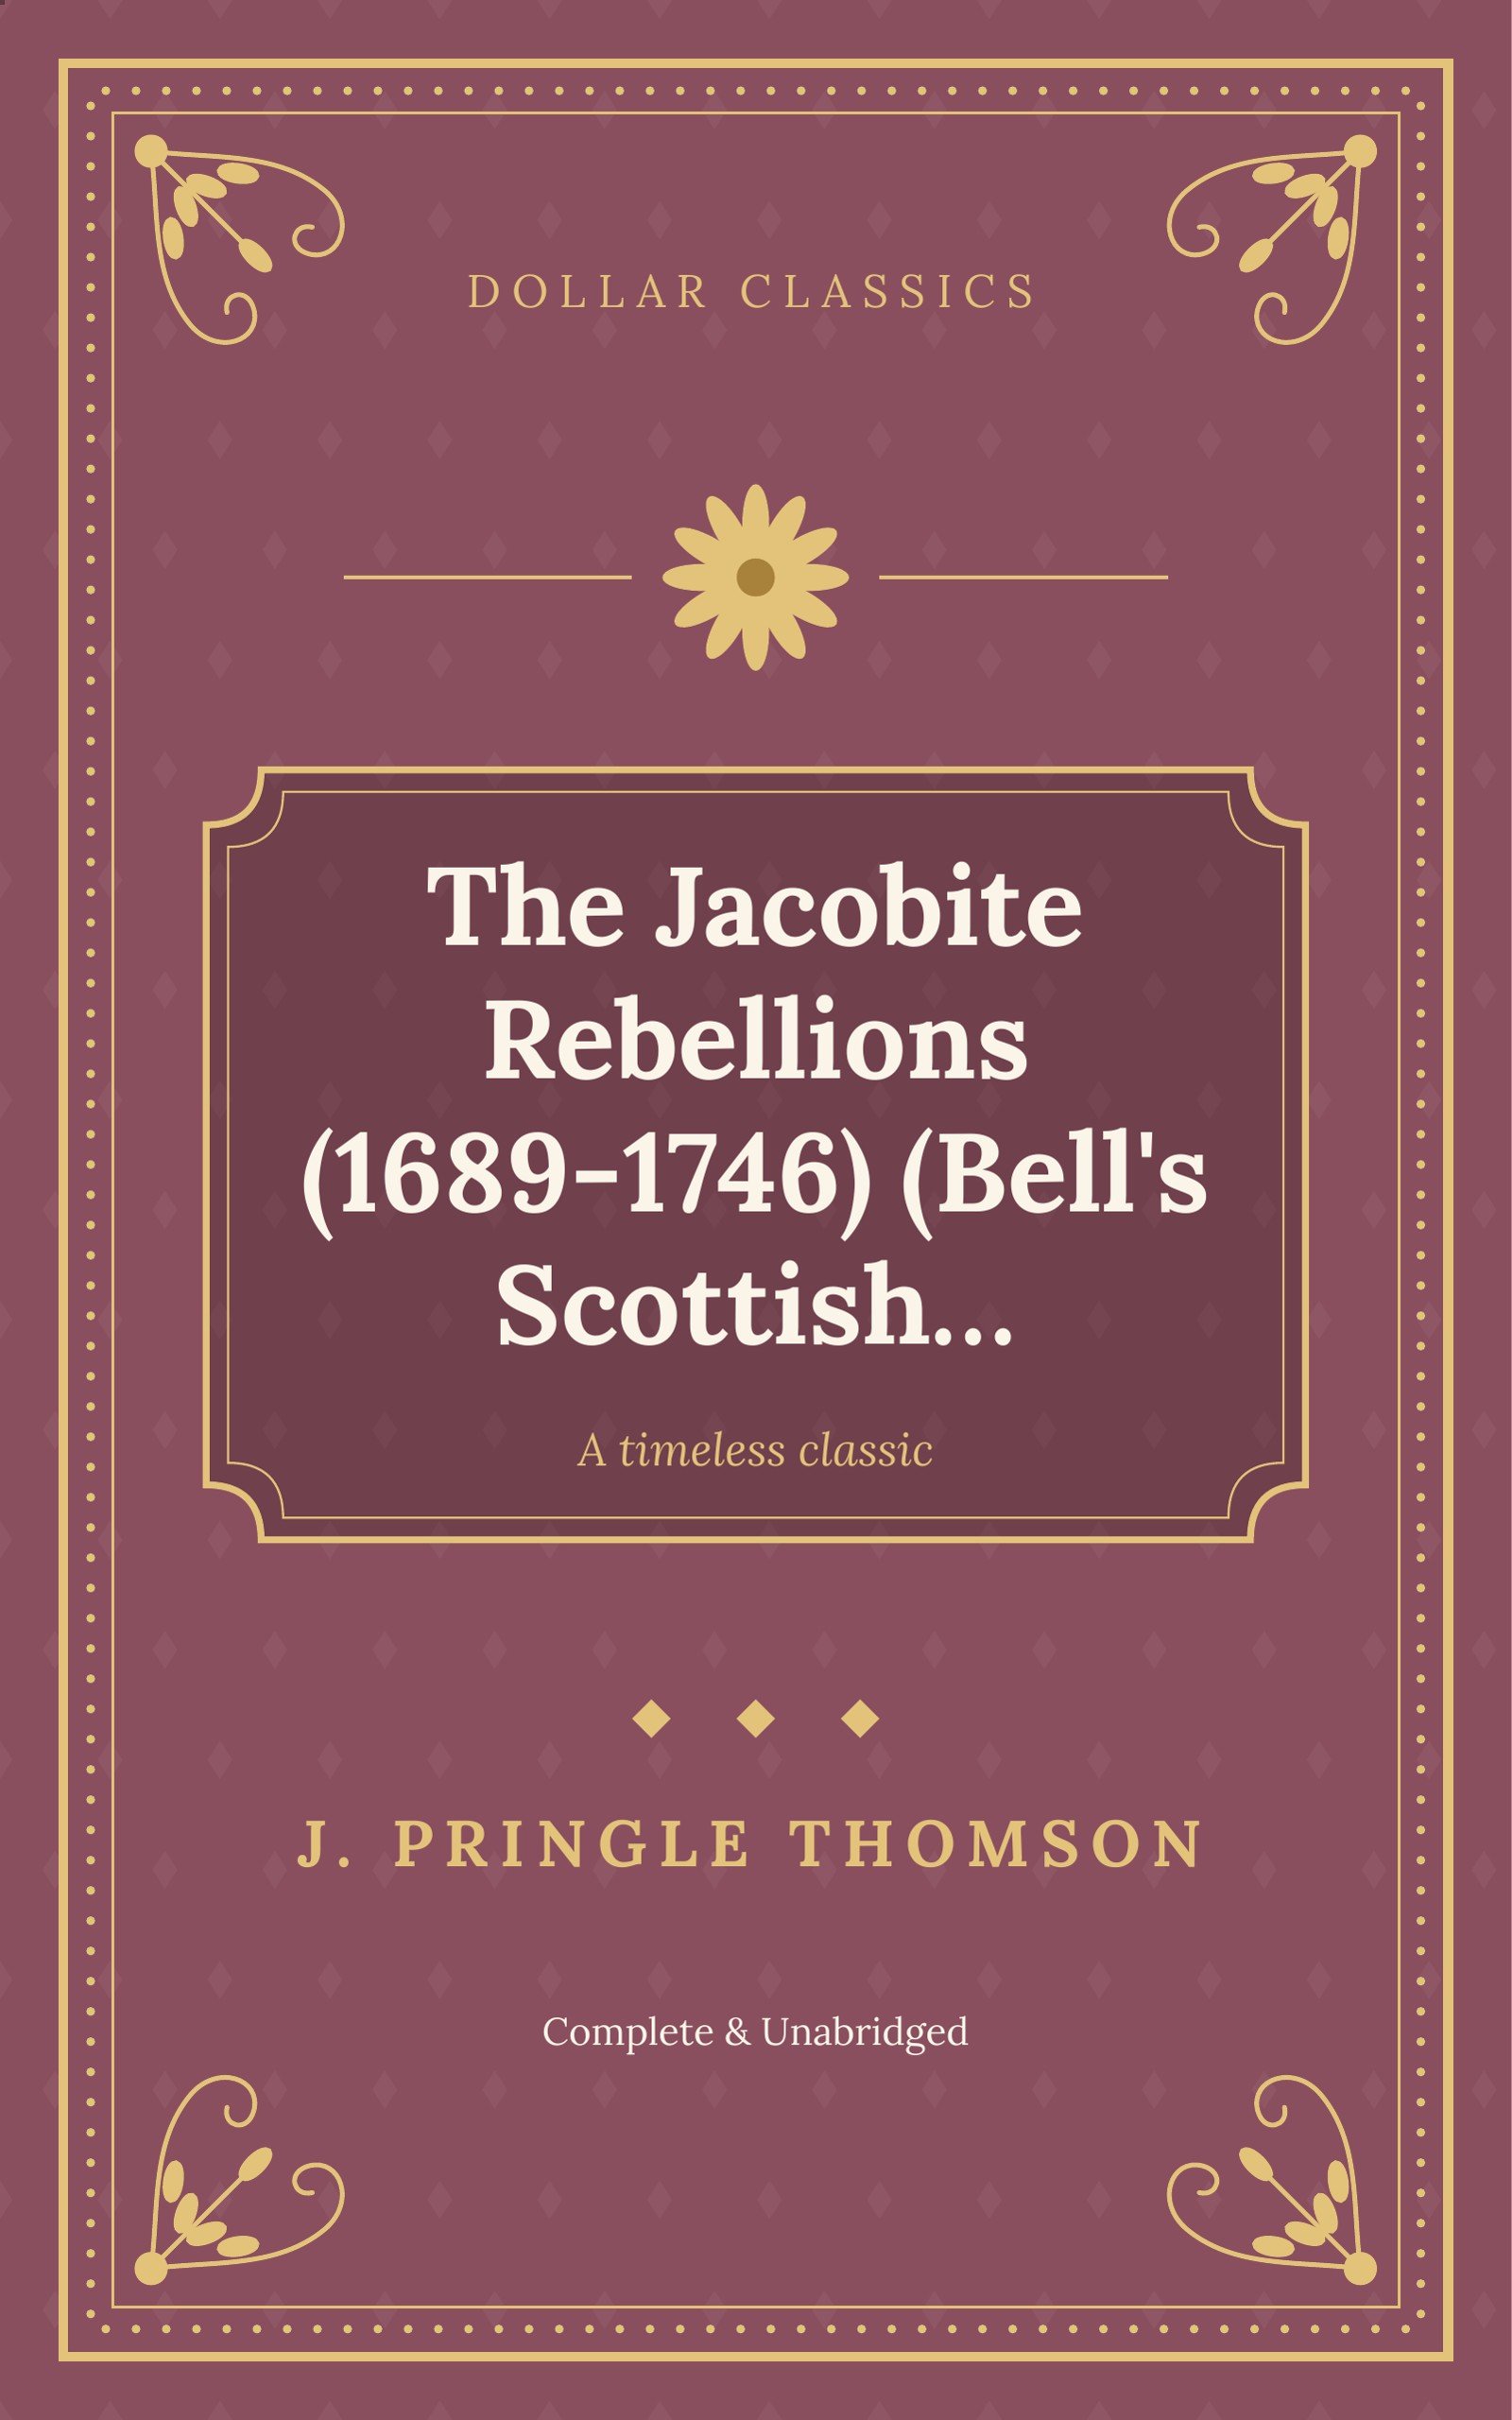 DOLLAR CLASSICS
The Jacobite
Rebellions
(1689-1746) (Bell's
Scottish...
A timeless classic
J. PRINGLE THOMSON
Complete & Unabridged